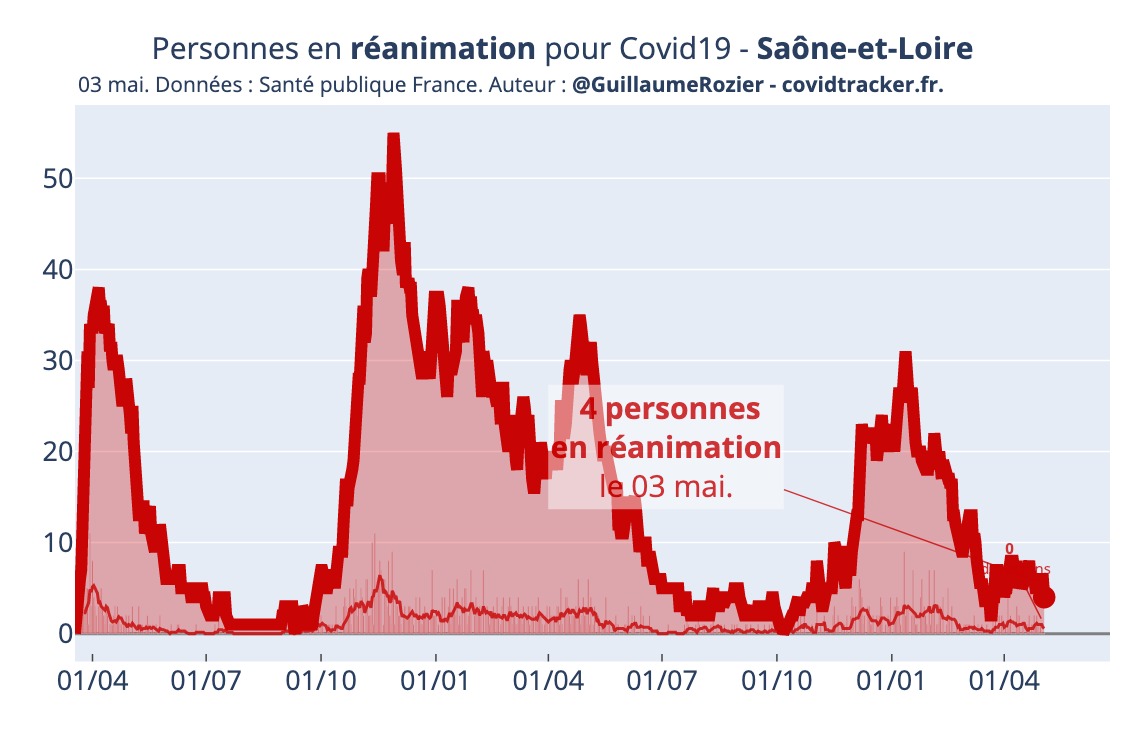 Personnes en réanimation pour Covid19 - Saône-et-Loire
03 mai. Données : Santé publique France. Auteur : @GuillaumeRozier - covidtracker.fr.
50
40
30
20
10
0
4 personnes
en réanimation
le 03 mai.
0
01/04 01/07 01/10 01/01 01/04 01/07 01/10 01/01 01/04